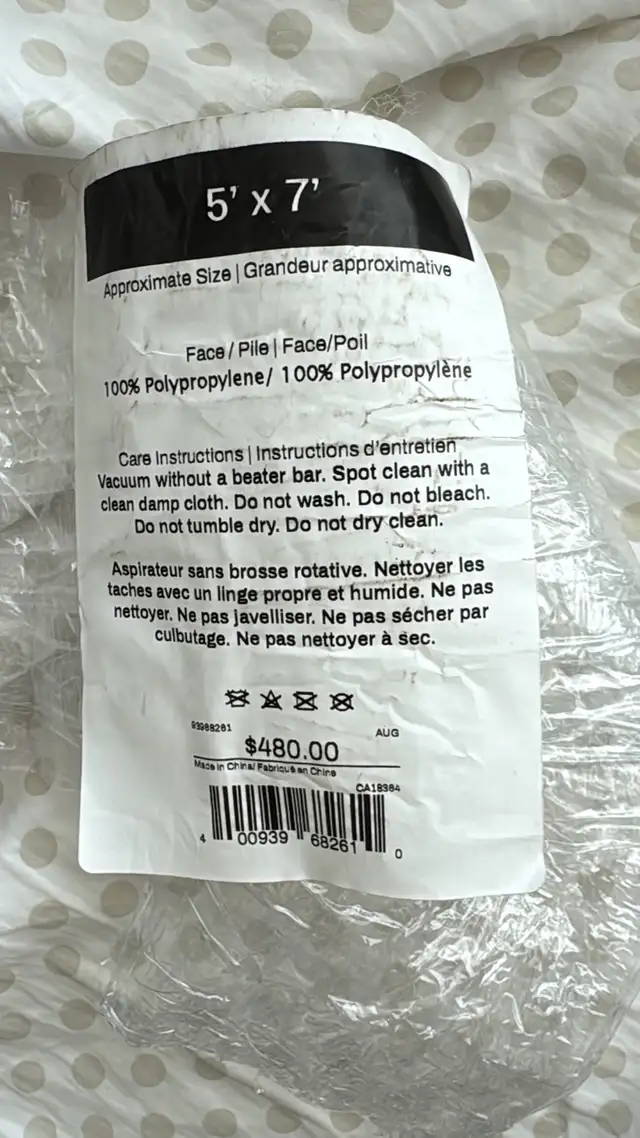 5' x 7'
Approximate Size | Grandeur approximative
Face / Pile | Face/Poil
100% Polypropylene/ 100% Polypropylène
Care Instructions | Instructions d'entretien
Vacuum without a beater bar. Spot clean with a
clean damp cloth. Do not wash. Do not bleach.
Do not tumble dry. Do not dry clean.
Aspirateur sans brosse rotative. Nettoyer les
taches avec un linge propre et humide. Ne pas
nettoyer. Ne pas javelliser. Ne pas sécher par
culbutage. Ne pas nettoyer à sec.
AUG
$480.00
Made in China/ Fabriqué en Chine
CA18384
4 00939 68261 0